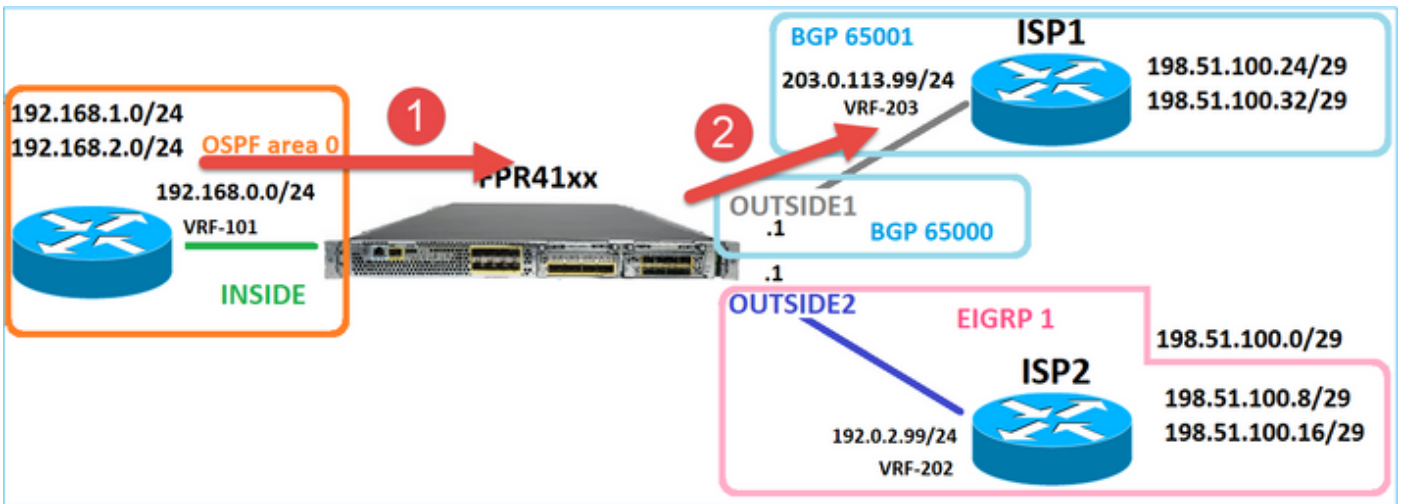 192.168.1.0/24
192.168.2.0/24
OSPF area 0
192.168.0.0/24
VRF-101
INSIDE
1
FPR41xx
2
BGP 65001
ISP1
203.0.113.99/24
VRF-203
198.51.100.24/29
198.51.100.32/29
OUTSIDE1
.1
BGP 65000
.1
OUTSIDE2
EIGRP 1
198.51.100.0/29
ISP2
198.51.100.8/29
198.51.100.16/29
192.0.2.99/24
VRF-202